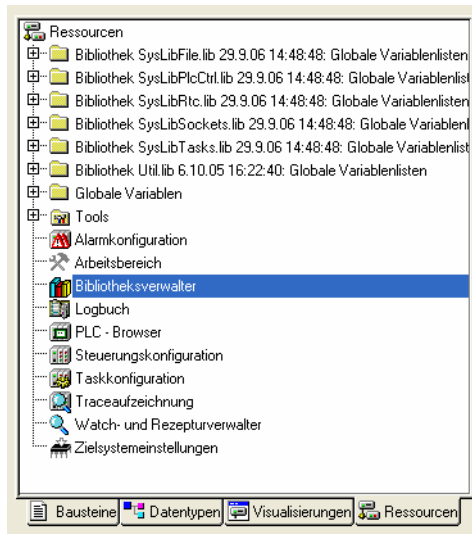 Ressourcen
Bibliothek SysLibFile.lib 29.9.06 14:48:48: Globale Variablenlisten
Bibliothek SysLibPlcCtrl.lib 29.9.06 14:48:48: Globale Variablenlist
Bibliothek SysLibRtc.lib 29.9.06 14:48:48: Globale Variablenlisten
Bibliothek SysLibSockets.lib 29.9.06 14:48:48: Globale Variablenl
Bibliothek SysLibTasks.lib 29.9.06 14:48:48: Globale Variablenlist
Bibliothek Util.lib 6.10.05 16:22:40: Globale Variablenlisten
Globale Variablen
Tools
Alarmkonfiguration
Arbeitsbereich
Bibliotheksverwalter
Logbuch
PLC - Browser
Steuerungskonfiguration
Taskkonfiguration
Traceaufzeichnung
Watch- und Rezepturverwalter
Zielsystemeinstellungen
Bausteine Datentypen Visualisierungen Ressourcen